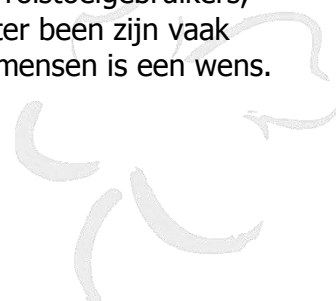 rolstoelgebruikers,
ter been zijn vaak
mensen is een wens.